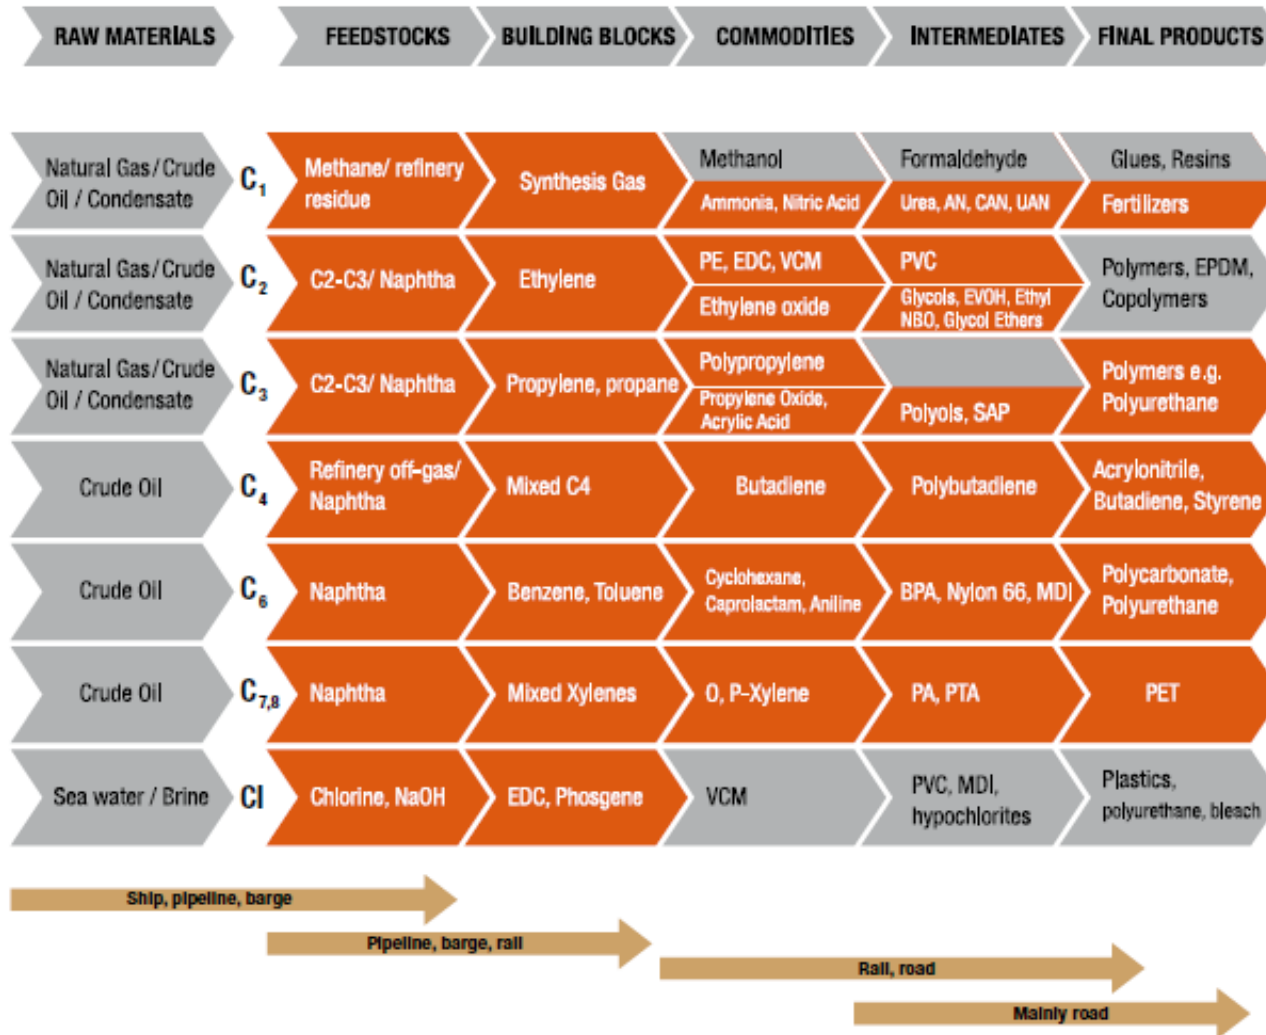 RAW MATERIALS
FEEDSTOCKS
BUILDING BLOCKS
COMMODITIES
INTERMEDIATES
FINAL PRODUCTS
Natural Gas/Crude
Oil / Condensate
C1
Methane/ refinery
residue
Synthesis Gas
Methanol
Formaldehyde
Glues, Resins
Ammonia, Nitric Acid
Urea, AN, CAN, UAN
Fertilizers
Natural Gas/Crude
Oil / Condensate
C2
C2-C3/ Naphtha
Ethylene
PE, EDC, VCM
PVC
Ethylene oxide
Glycols, EVOH, Ethyl
NBO, Glycol Ethers
Polymers, EPDM,
Copolymers
Natural Gas/Crude
Oil / Condensate
C3
C2-C3/ Naphtha
Propylene, propane
Polypropylene
Propylene Oxide,
Acrylic Acid
Polyols, SAP
Polymers e.g.
Polyurethane
Crude Oil
C4
Refinery off-gas/
Naphtha
Mixed C4
Butadiene
Polybutadiene
Acrylonitrile,
Butadiene, Styrene
Crude Oil
C6
Naphtha
Benzene, Toluene
Cyclohexane,
Caprolactam, Aniline
BPA, Nylon 66, MDI
Polycarbonate,
Polyurethane
Crude Oil
C7,8
Naphtha
Mixed Xylenes
O, P-Xylene
PA, PTA
PET
Sea water / Brine
Cl
Chlorine, NaOH
EDC, Phosgene
VCM
PVC, MDI,
hypochlorites
Plastics,
polyurethane, bleach
Ship, pipeline, barge
Pipeline, barge, rail
Rail, road
Mainly road